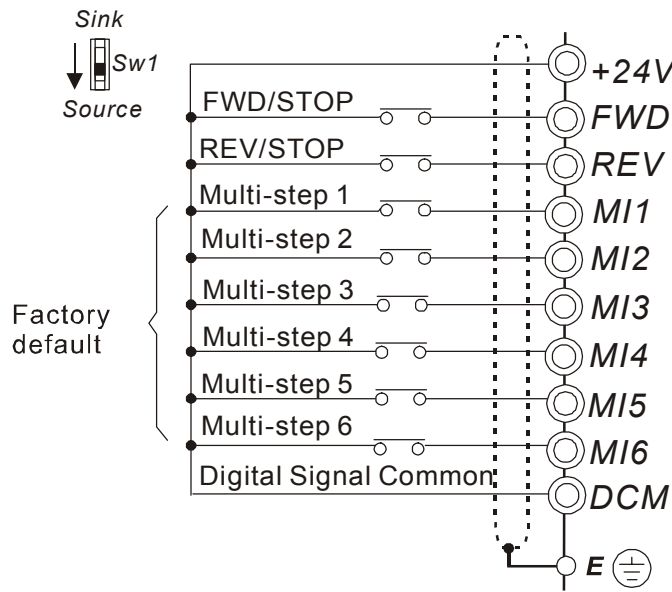 Sink
Sw1
Source
+24V
FWD/STOP
FWD
REV/STOP
REV
Multi-step 1
MI1
Multi-step 2
MI2
Multi-step 3
MI3
Factory
default
Multi-step 4
MI4
Multi-step 5
MI5
Multi-step 6
MI6
Digital Signal Common
DCM
E